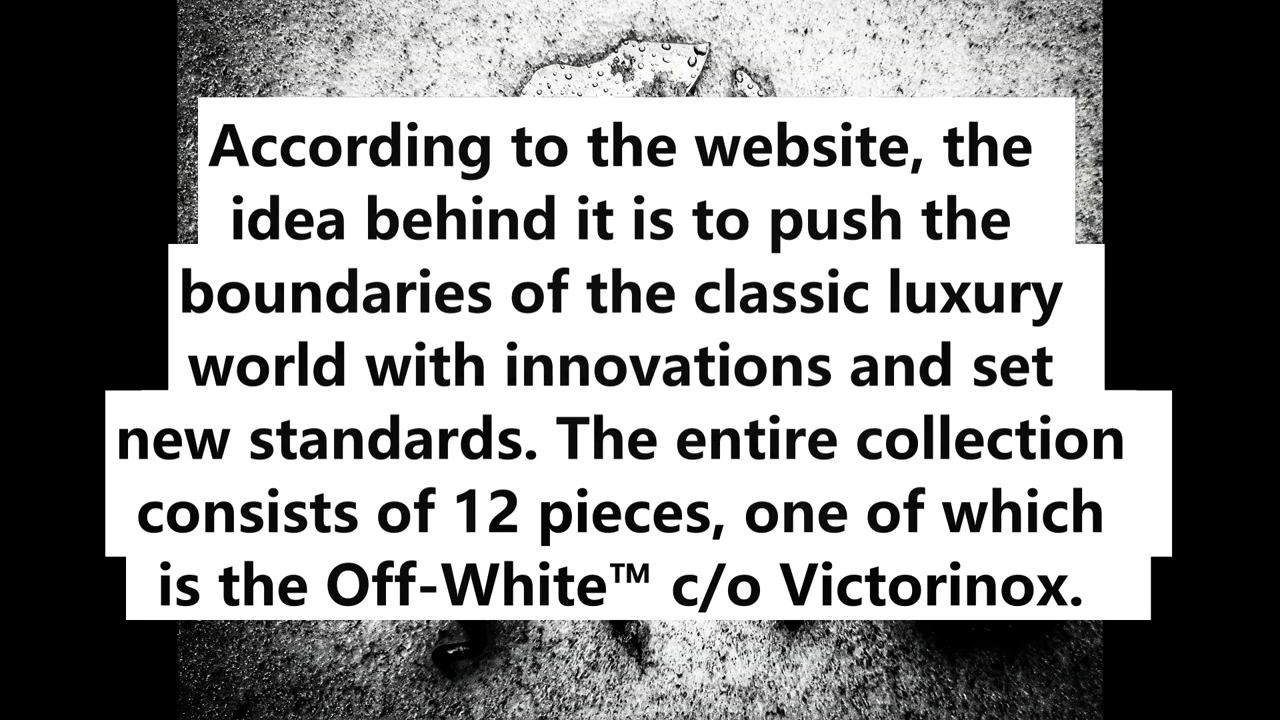 According to the website, the
idea behind it is to push the
boundaries of the classic luxury
world with innovations and set
new standards. The entire collection
consists of 12 pieces, one of which
is the Off-White™ c/o Victorinox.